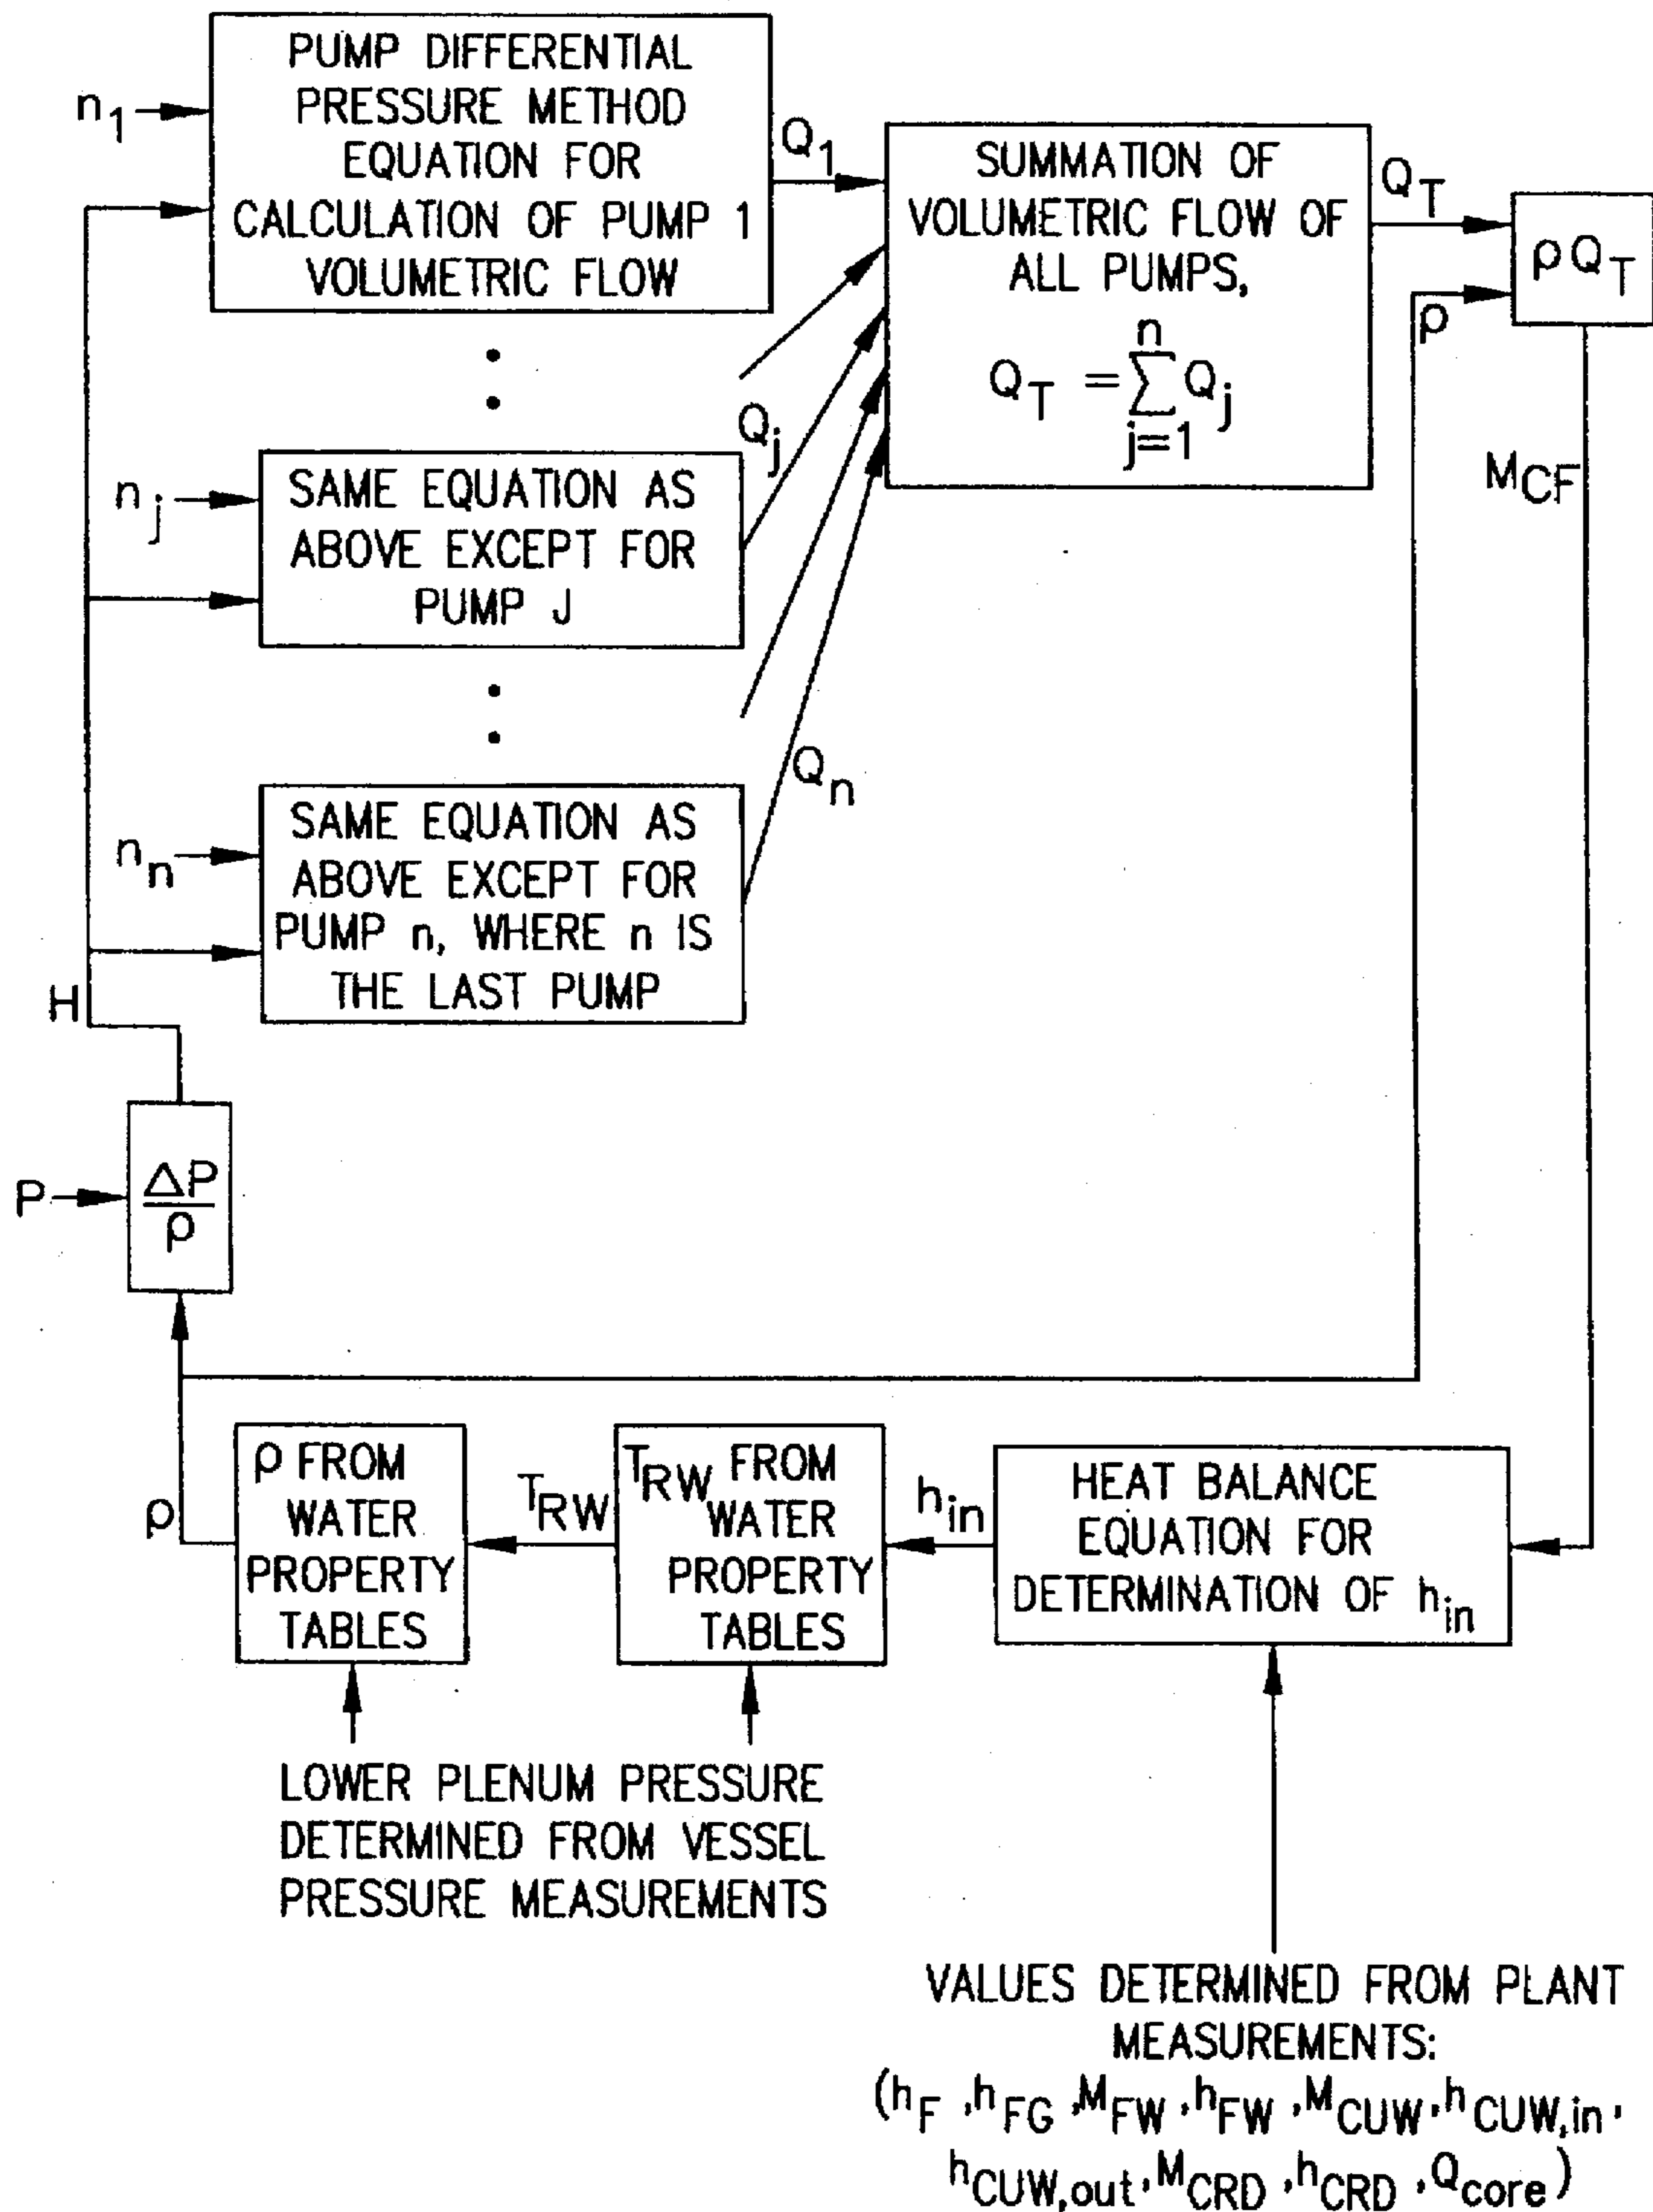 PUMP DIFFERENTIAL
PRESSURE METHOD
EQUATION FOR
CALCULATION OF PUMP 1
VOLUMETRIC FLOW
n1
Q1
SUMMATION OF
VOLUMETRIC FLOW OF
ALL PUMPS,
n
QT = ∑ Qj
j=1
QT
ρQT
ρ
MCF
Qj
nj
SAME EQUATION AS
ABOVE EXCEPT FOR
PUMP J
Qn
nn
SAME EQUATION AS
ABOVE EXCEPT FOR
PUMP n, WHERE n IS
THE LAST PUMP
H
P
ΔP
ρ
ρ
ρ FROM
WATER
PROPERTY
TABLES
TRW
TRW FROM
WATER
PROPERTY
TABLES
hin
HEAT BALANCE
EQUATION FOR
DETERMINATION OF hin
LOWER PLENUM PRESSURE
DETERMINED FROM VESSEL
PRESSURE MEASUREMENTS
VALUES DETERMINED FROM PLANT
MEASUREMENTS:
(hF ,hFG ,MFW ,hFW ,MCUW,hCUW,in,
hCUW,out,MCRD ,hCRD ,Qcore)